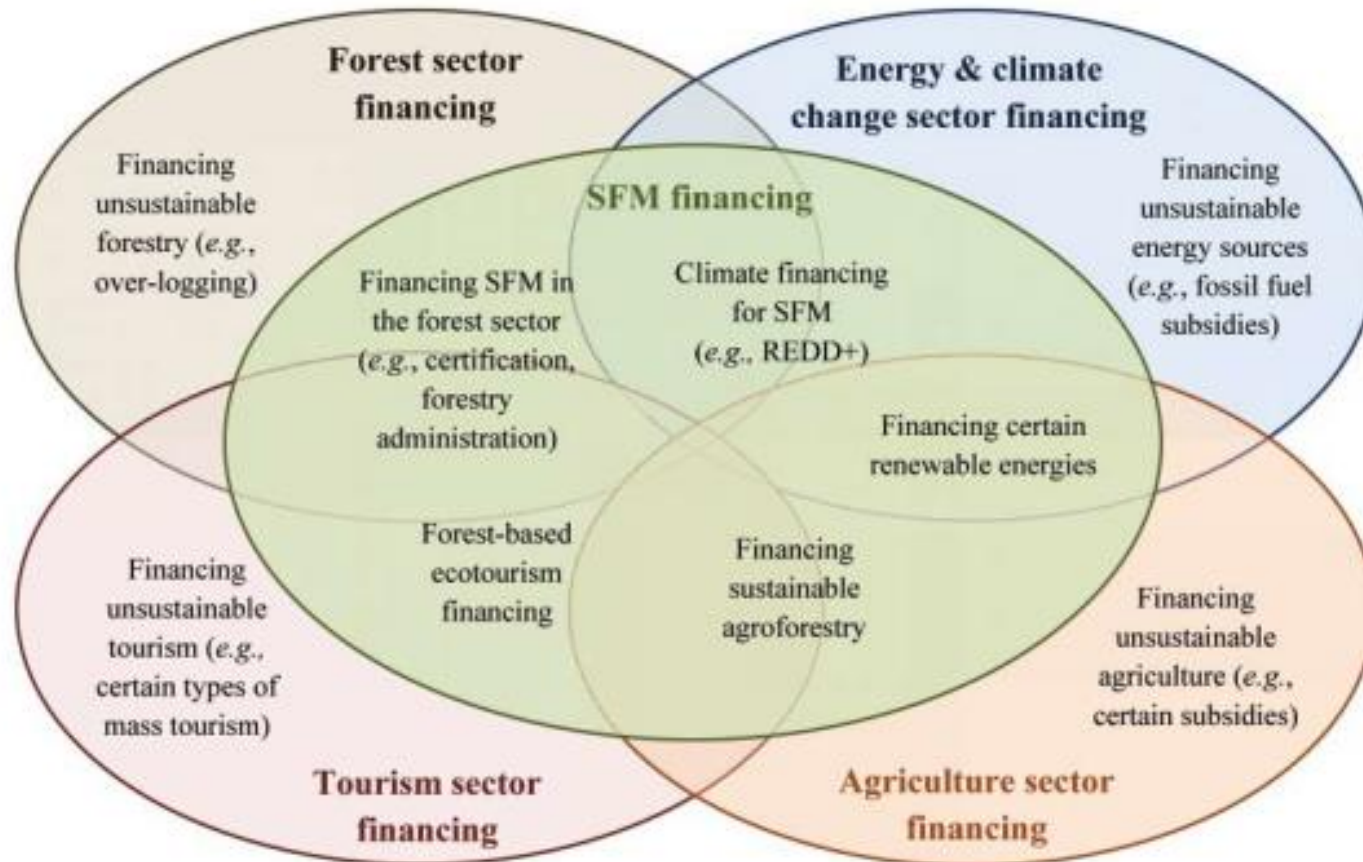 Forest sector
financing
Energy & climate
change sector financing
Financing
unsustainable
forestry (e.g.,
over-logging)
SFM financing
Financing
unsustainable
energy sources
(e.g., fossil fuel
subsidies)
Financing SFM in
the forest sector
(e.g., certification,
forestry
administration)
Climate financing
for SFM
(e.g., REDD+)
Financing certain
renewable energies
Forest-based
ecotourism
financing
Financing
sustainable
agroforestry
Financing
unsustainable
tourism (e.g.,
certain types of
mass tourism)
Financing
unsustainable
agriculture (e.g.,
certain subsidies)
Tourism sector
financing
Agriculture sector
financing